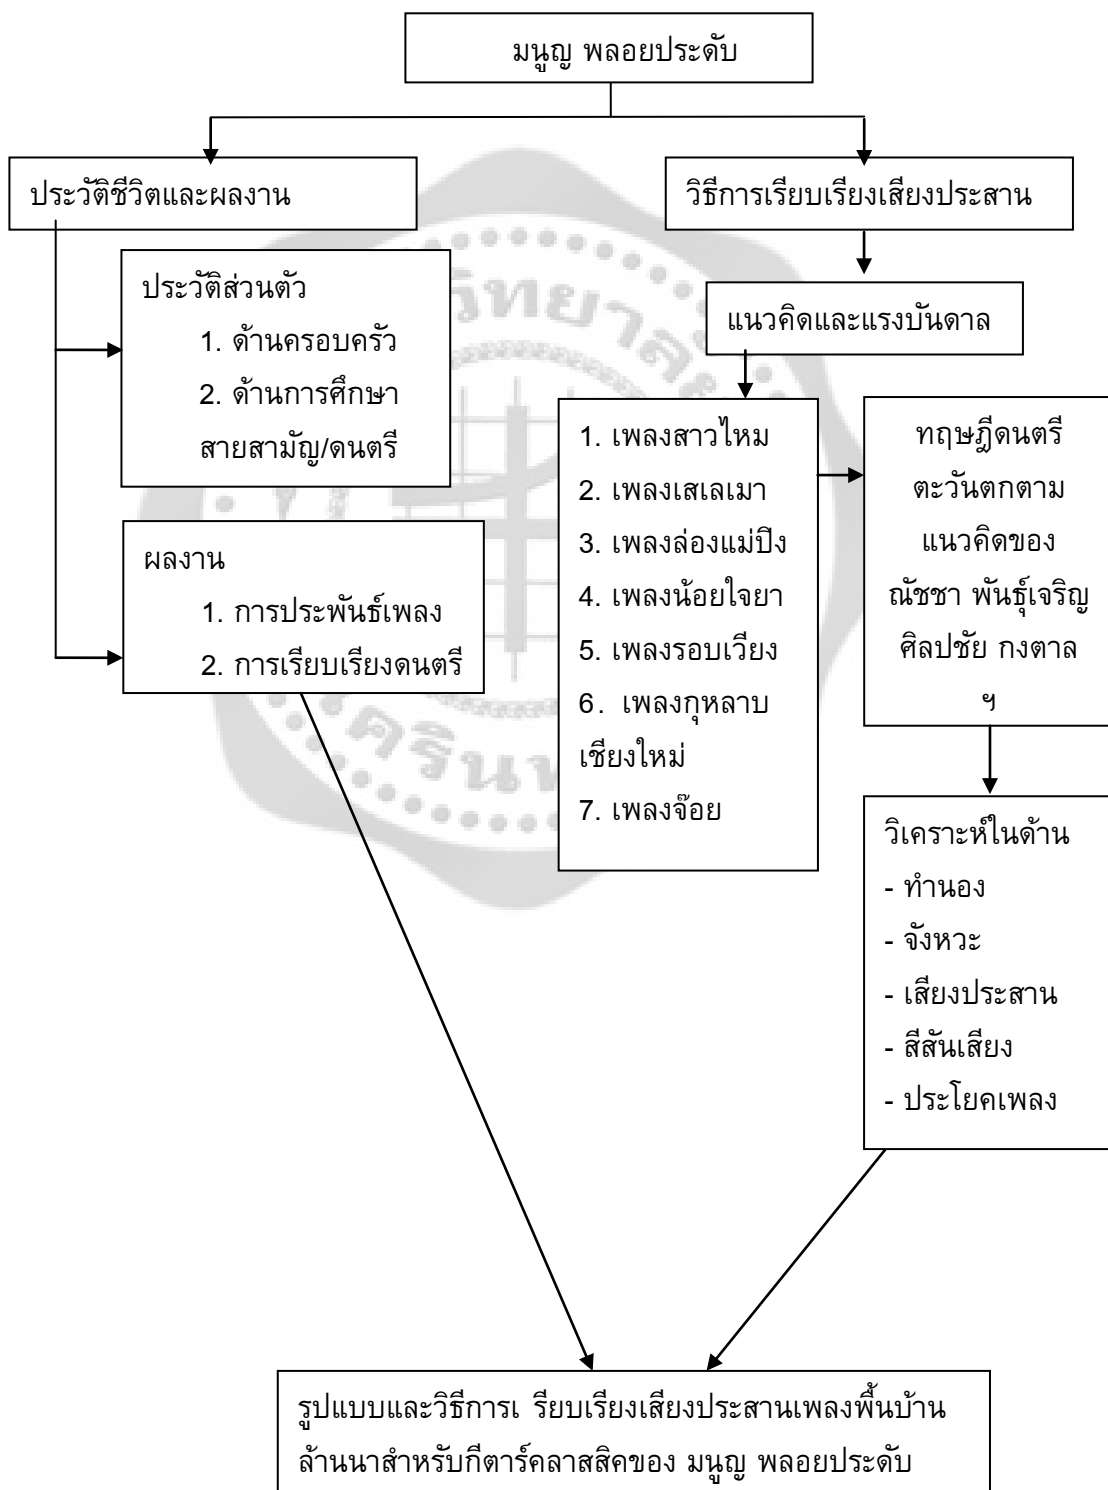 มนูญ พลอยประดับ
ประวัติชีวิตและผลงาน
วิธีการเรียบเรียงเสียงประสาน
ประวัติส่วนตัว
1. ด้านครอบครัว
2. ด้านการศึกษา
สายสามัญ/ดนตรี
ผลงาน
1. การประพันธ์เพลง
2. การเรียบเรียงดนตรี
แนวคิดและแรงบันดาล
1. เพลงสาวไหม
2. เพลงเสเลเมา
3. เพลงล่องแม่ปิง
4. เพลงน้อยใจยา
5. เพลงรอบเวียง
6. เพลงกุหลาบ
เชียงใหม่
7. เพลงจ๊อย
ทฤษฎีดนตรี
ตะวันตกตาม
แนวคิดของ
ณัชชา พันธุ์เจริญ
ศิลปชัย กงตาล
ฯ
วิเคราะห์ในด้าน
- ทำนอง
- จังหวะ
- เสียงประสาน
- สีสันเสียง
- ประโยคเพลง
รูปแบบและวิธีการเ รียบเรียงเสียงประสานเพลงพื้นบ้าน
ล้านนาสำหรับกีตาร์คลาสสิคของ มนูญ พลอยประดับ